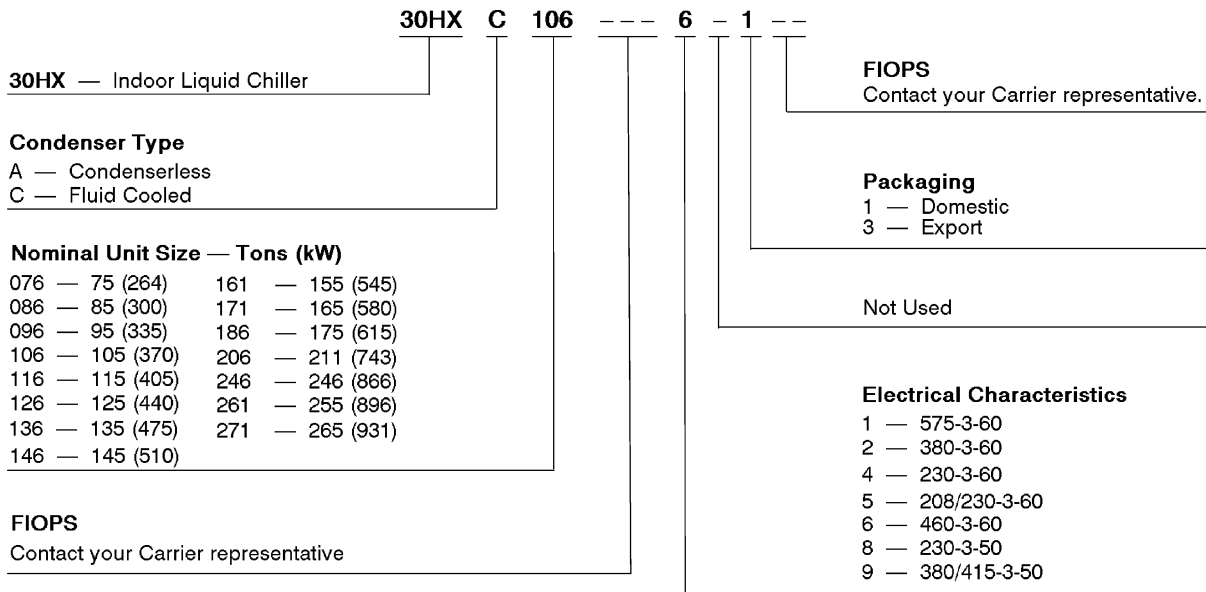 30HX C 106 – – – 6 – 1 – –
30HX — Indoor Liquid Chiller
Condenser Type
A — Condenserless
C — Fluid Cooled
Nominal Unit Size — Tons (kW)
076 — 75 (264) 161 — 155 (545)
086 — 85 (300) 171 — 165 (580)
096 — 95 (335) 186 — 175 (615)
106 — 105 (370) 206 — 211 (743)
116 — 115 (405) 246 — 246 (866)
126 — 125 (440) 261 — 255 (896)
136 — 135 (475) 271 — 265 (931)
146 — 145 (510)
FIOPS
Contact your Carrier representative
FIOPS
Contact your Carrier representative.
Packaging
1 — Domestic
3 — Export
Not Used
Electrical Characteristics
1 — 575-3-60
2 — 380-3-60
4 — 230-3-60
5 — 208/230-3-60
6 — 460-3-60
8 — 230-3-50
9 — 380/415-3-50